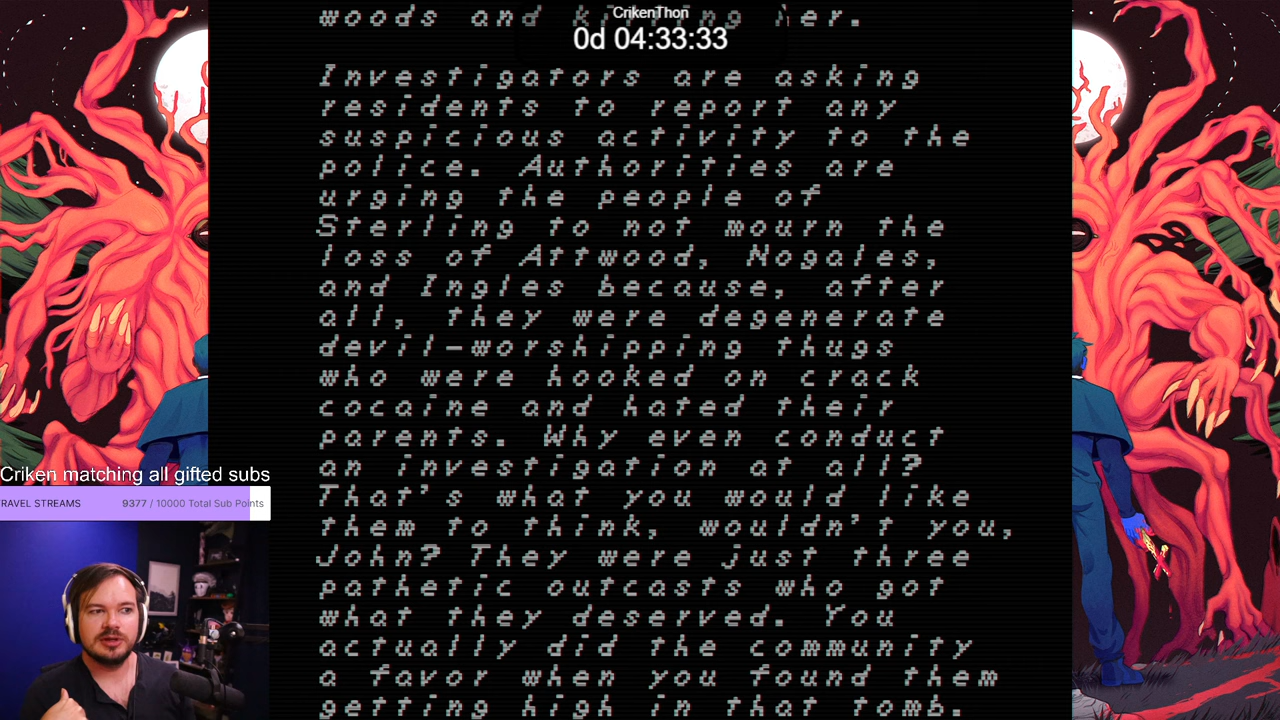 woods and her.
CrikenThon
0d 04:33:33
Investigators are asking
residents to report any
suspicious activity to the
police. Authorities are
urging the people of
Sterling to not mourn the
loss of Attwood, Nogales,
and Ingles because, after
all, they were degenerate
devil-worshipping thugs
who were hooked on crack
cocaine and hated their
parents. Why even conduct
an investigation at all?
That's what you would like
them to think, wouldn't you,
John? They were just three
pathetic outcasts who got
what they deserved. You
actually did the community
a favor when you found them
getting high in that tomb.
Criken matching all gifted subs
RAVEL STREAMS 9377 / 10000 Total Sub Points